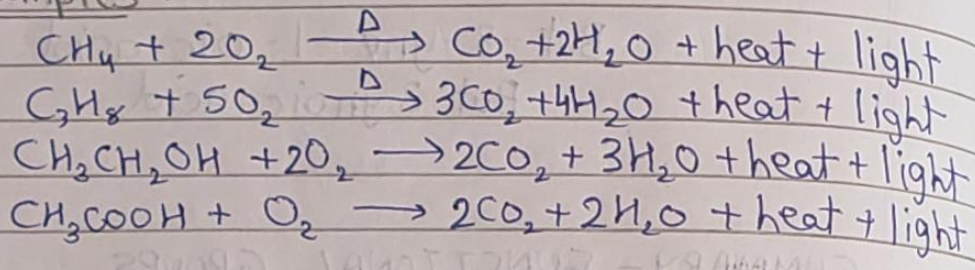 CH₄ + 2O₂ —Δ→ CO₂ + 2H₂O + heat + light
C₃H₈ + 5O₂ —Δ→ 3CO₂ + 4H₂O + heat + light
CH₃CH₂OH + 2O₂ → 2CO₂ + 3H₂O + heat + light
CH₃COOH + O₂ → 2CO₂ + 2H₂O + heat + light